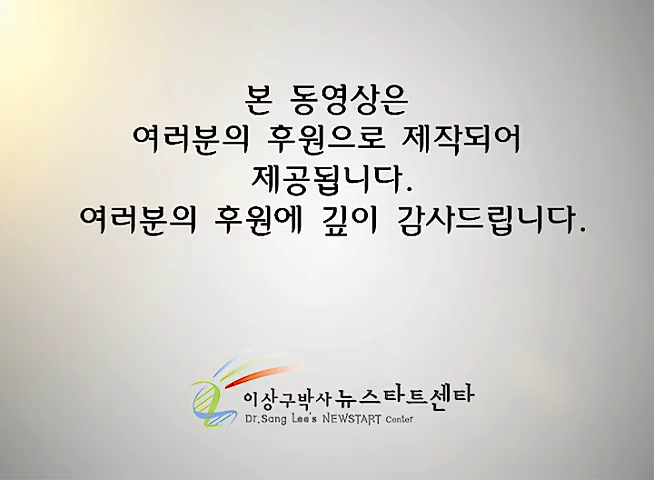 본 동영상은
여러분의 후원으로 제작되어
제공됩니다.
여러분의 후원에 깊이 감사드립니다.
이상구박사 뉴스타트센타
Dr.Sang Lee's NEWSTART Center